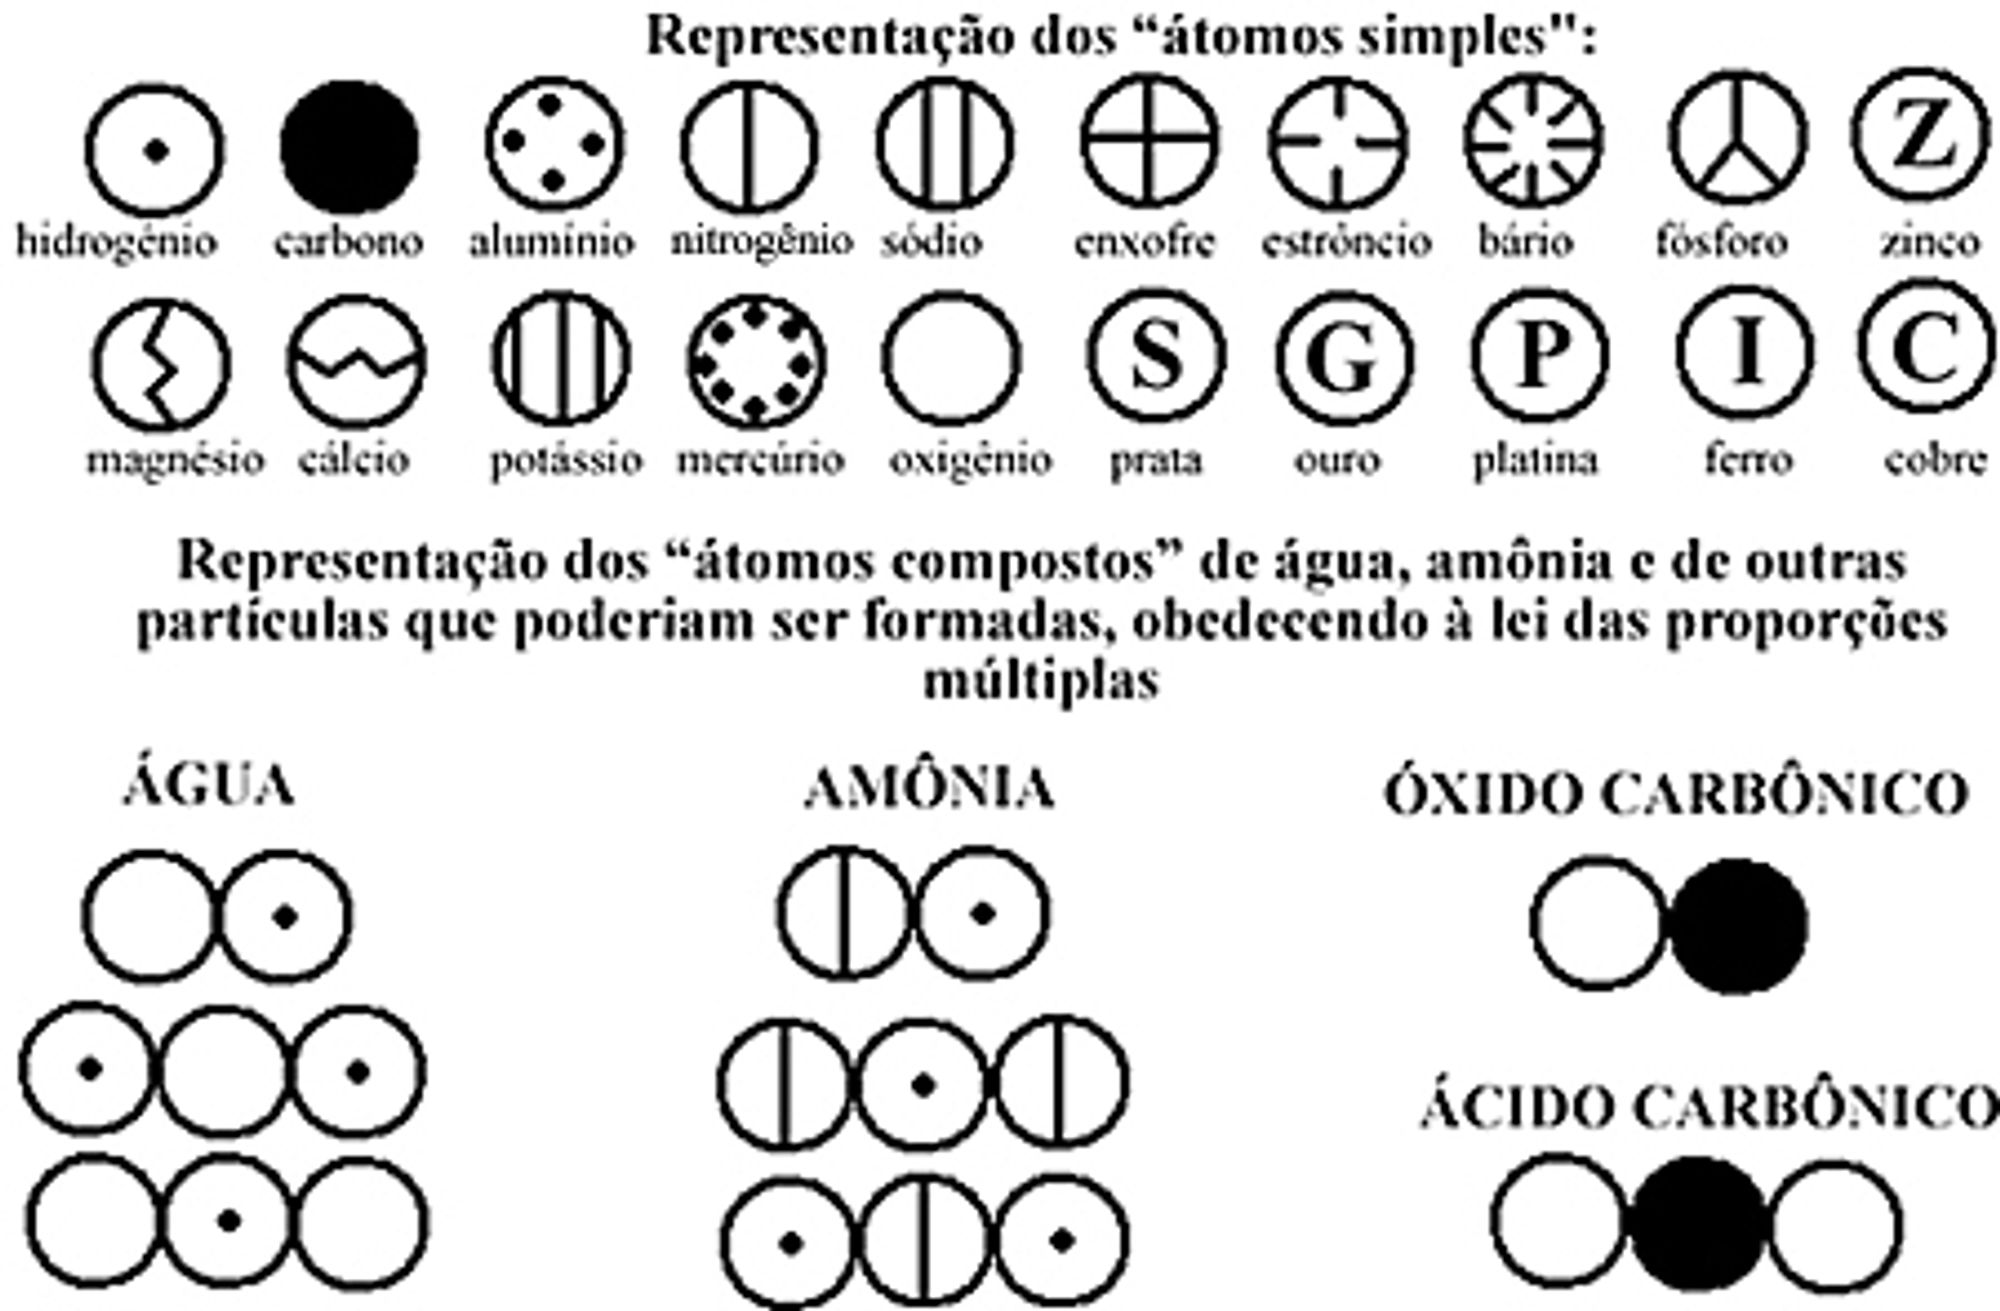 Representação dos “átomos simples":
hidrogênio carbono alumínio nitrogênio sódio enxofre estrôncio bário fósforo zinco
Z
S G P I C
magnésio cálcio potássio mercúrio oxigênio prata ouro platina ferro cobre
Representação dos “átomos compostos” de água, amônia e de outras
partículas que poderiam ser formadas, obedecendo à lei das proporções
múltiplas
ÁGUA AMÔNIA ÓXIDO CARBÔNICO
ÁCIDO CARBÔNICO